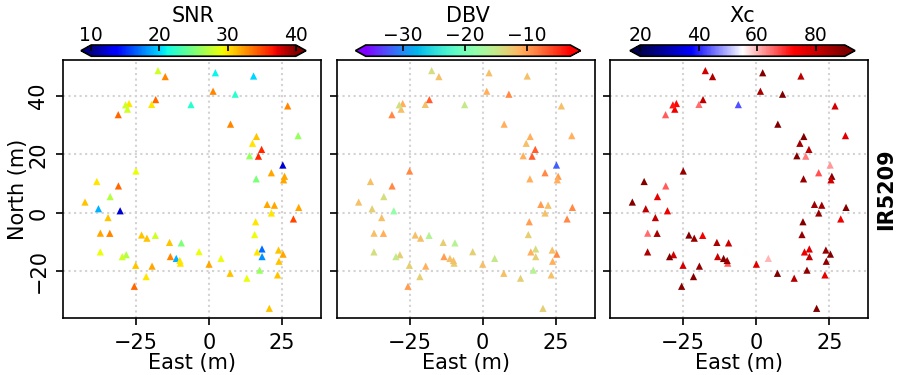 SNR DBV Xc
10 20 30 40 −30 −20 −10 20 40 60 80
40
20
0
−20
North (m)
IR5209
−25 0 25 −25 0 25 −25 0 25
East (m) East (m) East (m)